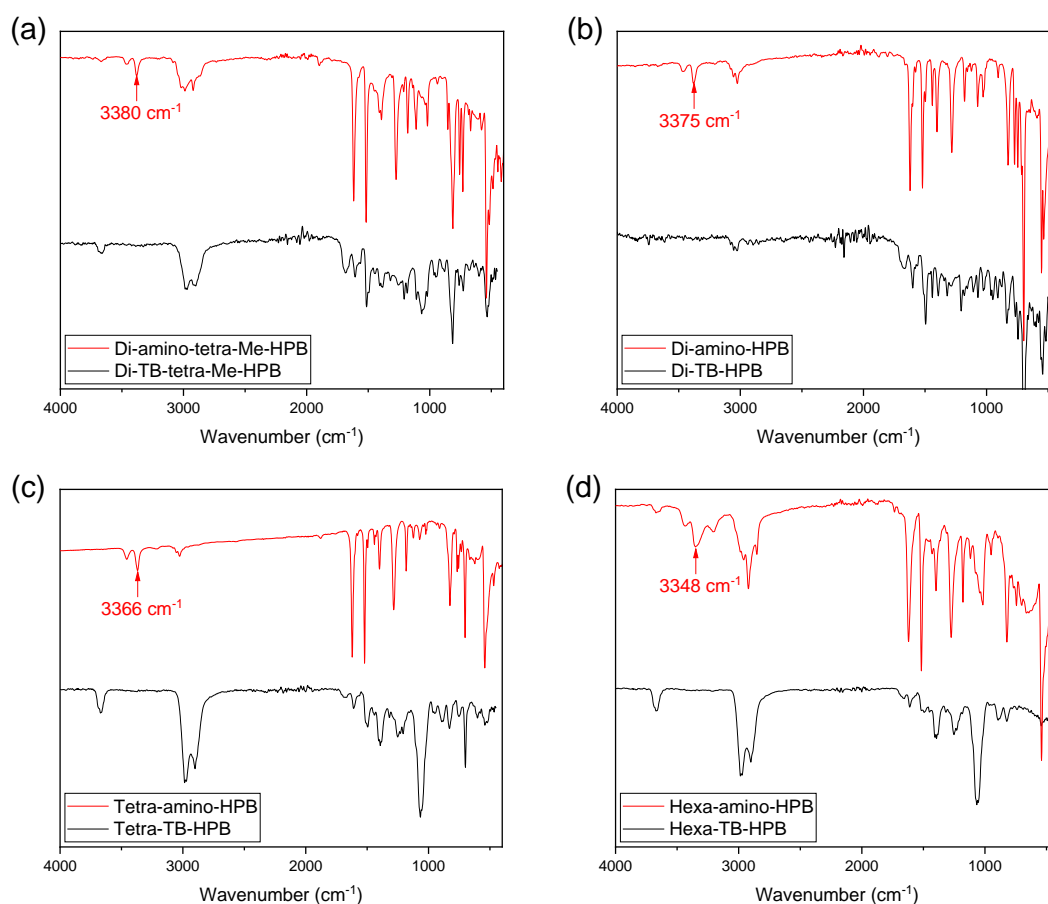 (a)
3380 cm⁻¹
Di-amino-tetra-Me-HPB
Di-TB-tetra-Me-HPB
4000 3000 2000 1000
Wavenumber (cm⁻¹)
(b)
3375 cm⁻¹
Di-amino-HPB
Di-TB-HPB
4000 3000 2000 1000
Wavenumber (cm⁻¹)
(c)
3366 cm⁻¹
Tetra-amino-HPB
Tetra-TB-HPB
4000 3000 2000 1000
Wavenumber (cm⁻¹)
(d)
3348 cm⁻¹
Hexa-amino-HPB
Hexa-TB-HPB
4000 3000 2000 1000
Wavenumber (cm⁻¹)